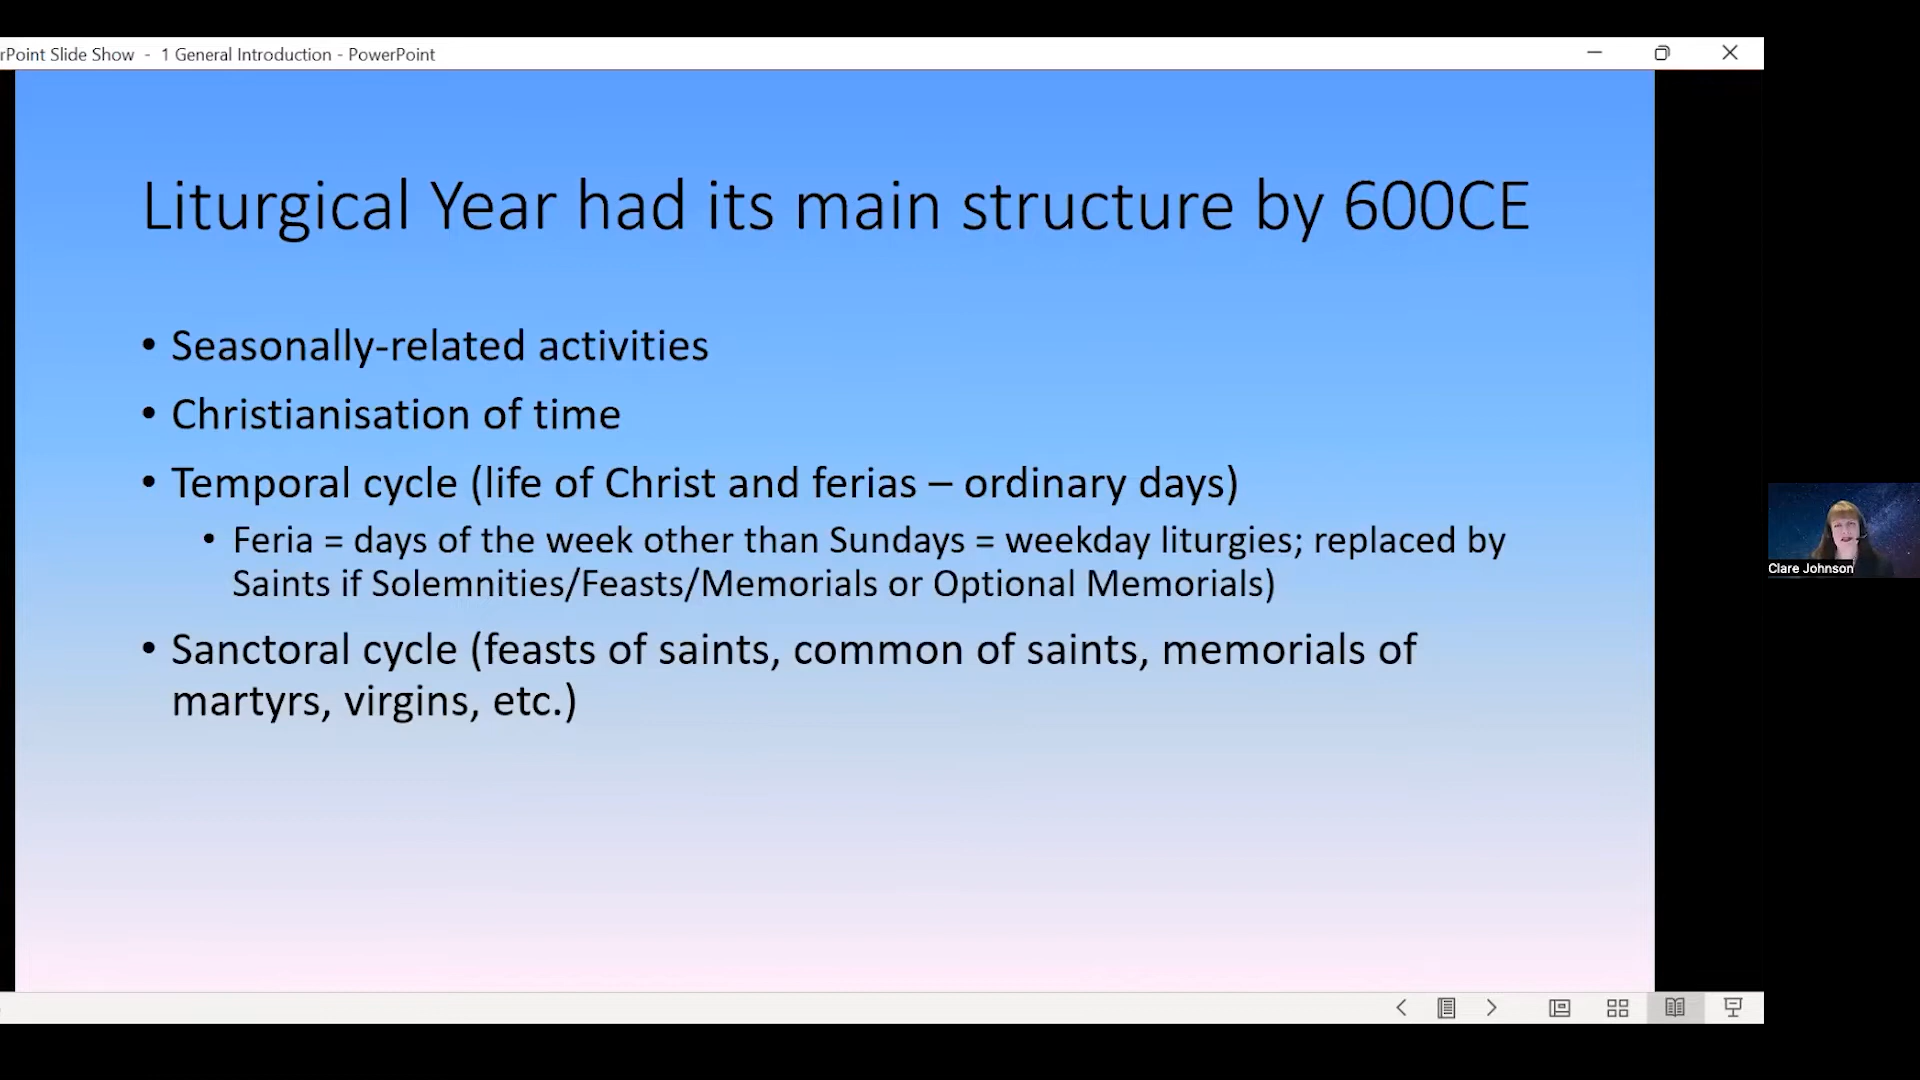 rPoint Slide Show - 1 General Introduction - PowerPoint
Liturgical Year had its main structure by 600CE
• Seasonally-related activities
• Christianisation of time
• Temporal cycle (life of Christ and ferias – ordinary days)
• Feria = days of the week other than Sundays = weekday liturgies; replaced by
Saints if Solemnities/Feasts/Memorials or Optional Memorials)
• Sanctoral cycle (feasts of saints, common of saints, memorials of
martyrs, virgins, etc.)
Clare Johnson